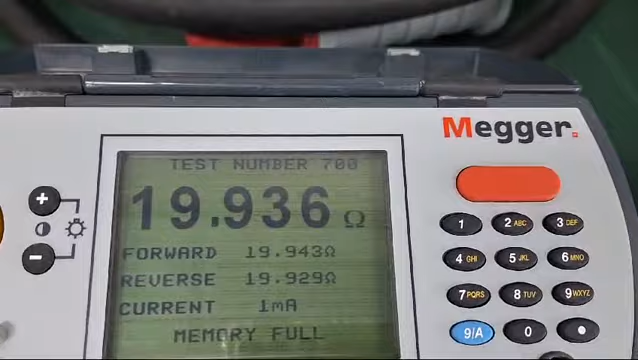 Megger.
TEST NUMBER 700
19.936 Ω
FORWARD 19.943Ω
REVERSE 19.929Ω
CURRENT 1mA
MEMORY FULL
+
-
1 2 ABC 3 DEF
4 GHI 5 JKL 6 MNO
7 PQRS 8 TUV 9 WXYZ
9/A 0 •